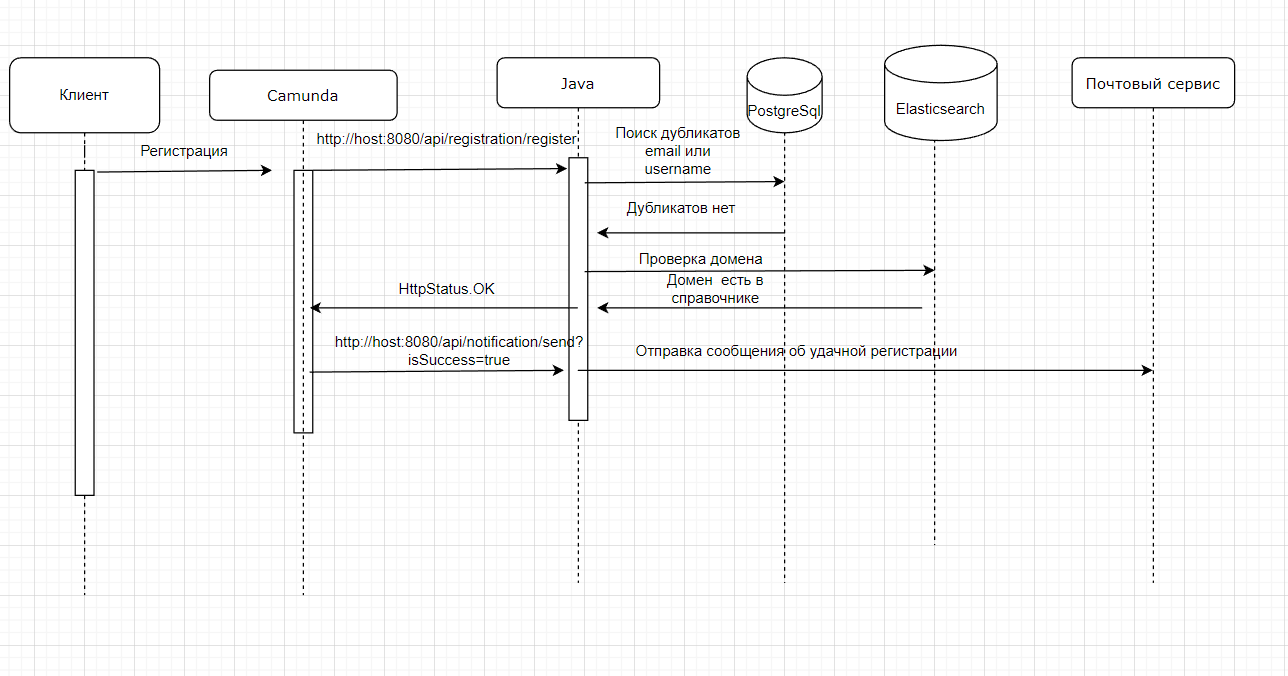 Клиент
Camunda
Java
PostgreSql
Elasticsearch
Почтовый сервис
Регистрация
http://host:8080/api/registration/register
Поиск дубликатов
email или
username
Дубликатов нет
Проверка домена
Домен есть в
справочнике
HttpStatus.OK
http://host:8080/api/notification/send?
isSuccess=true
Отправка сообщения об удачной регистрации